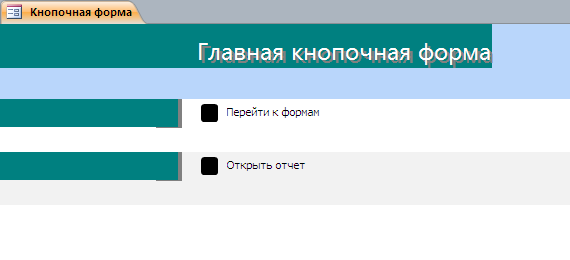 Кнопочная форма
Главная кнопочная форма
Перейти к формам
Открыть отчет